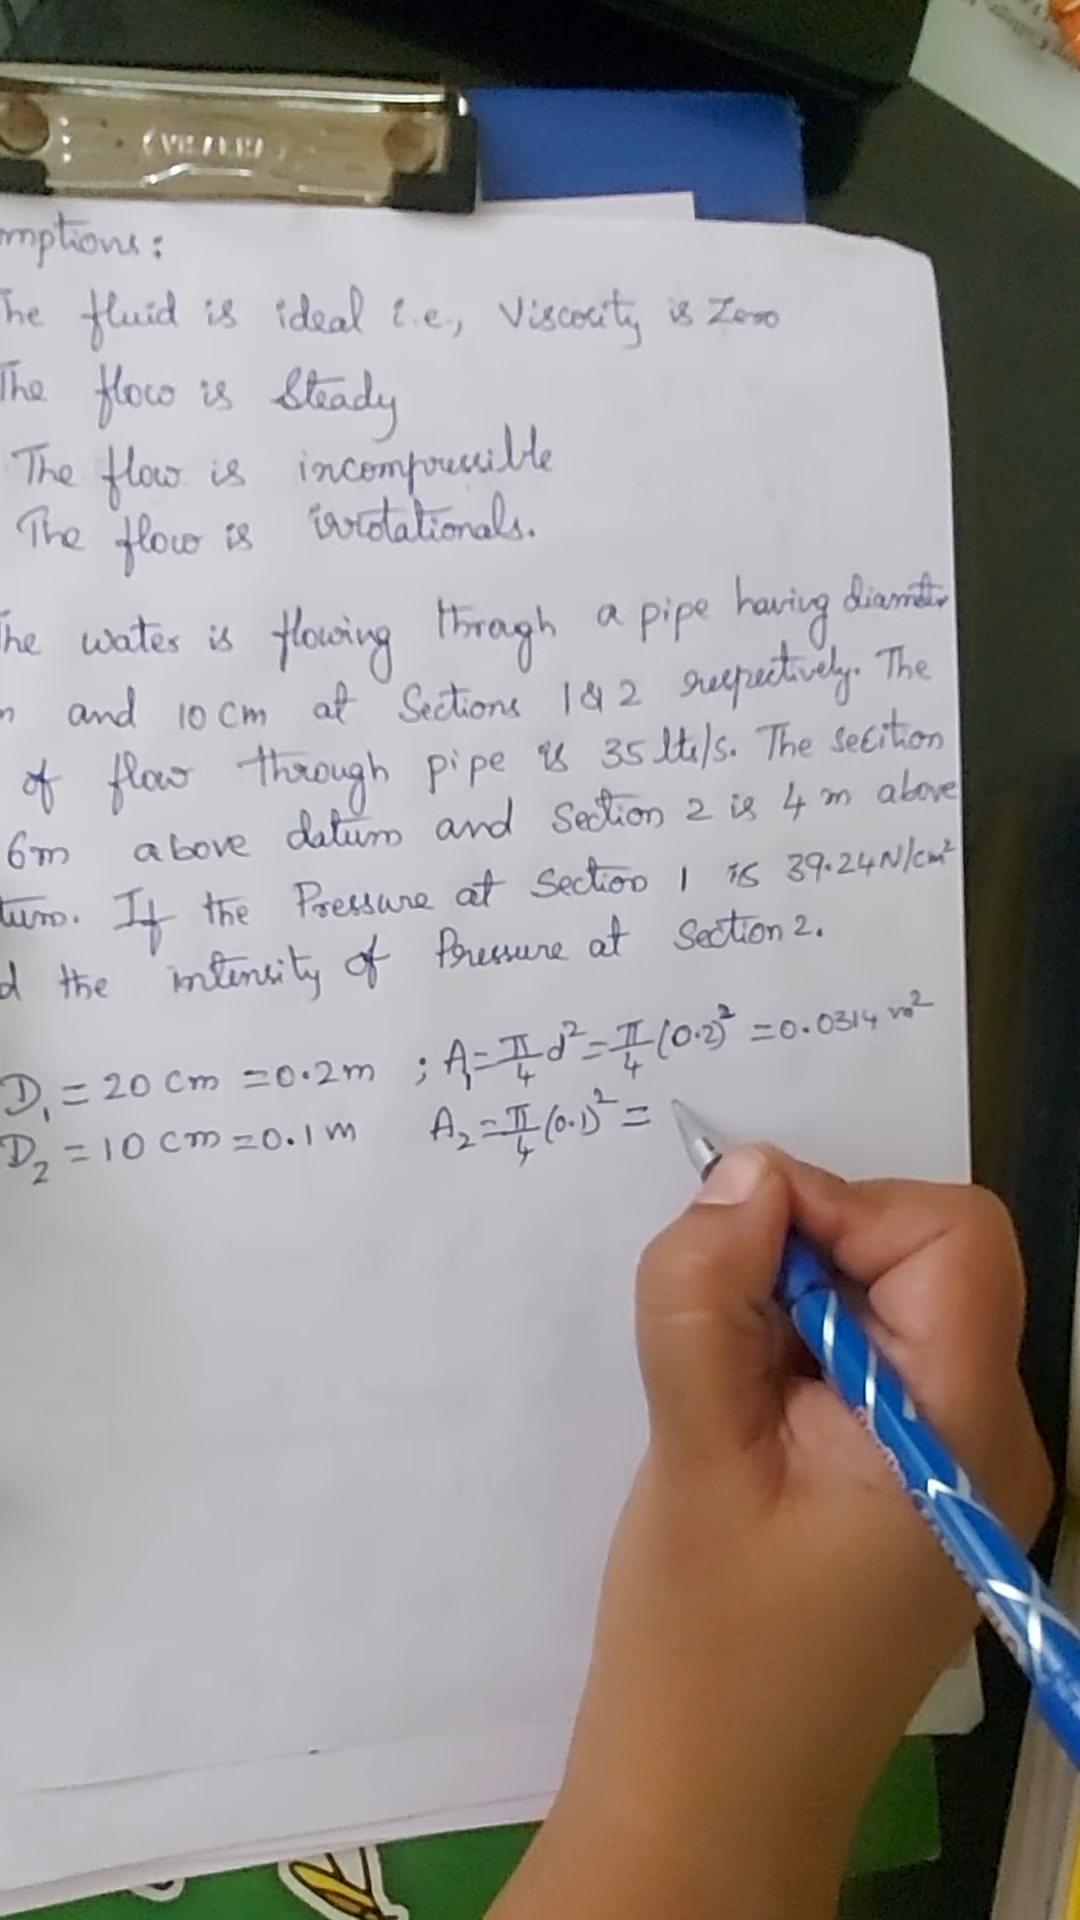 mptions:
The fluid is ideal i.e., Viscosity is Zero
The flow is Steady
The flow is incompressible
The flow is irrotationals.
The water is flowing through a pipe having diameter
and 10 cm at Sections 1 & 2 respectively. The
of flow through pipe is 35 lts/s. The section
6m above datum and Section 2 is 4 m above
tum. If the Pressure at Section 1 is 39.24 N/cm²
d the intensity of Pressure at Section 2.
D₁ = 20 cm = 0.2 m ; A₁ = π/4 d² = π/4 (0.2)² = 0.0314 m²
D₂ = 10 cm = 0.1 m A₂ = π/4 (0.1)² =